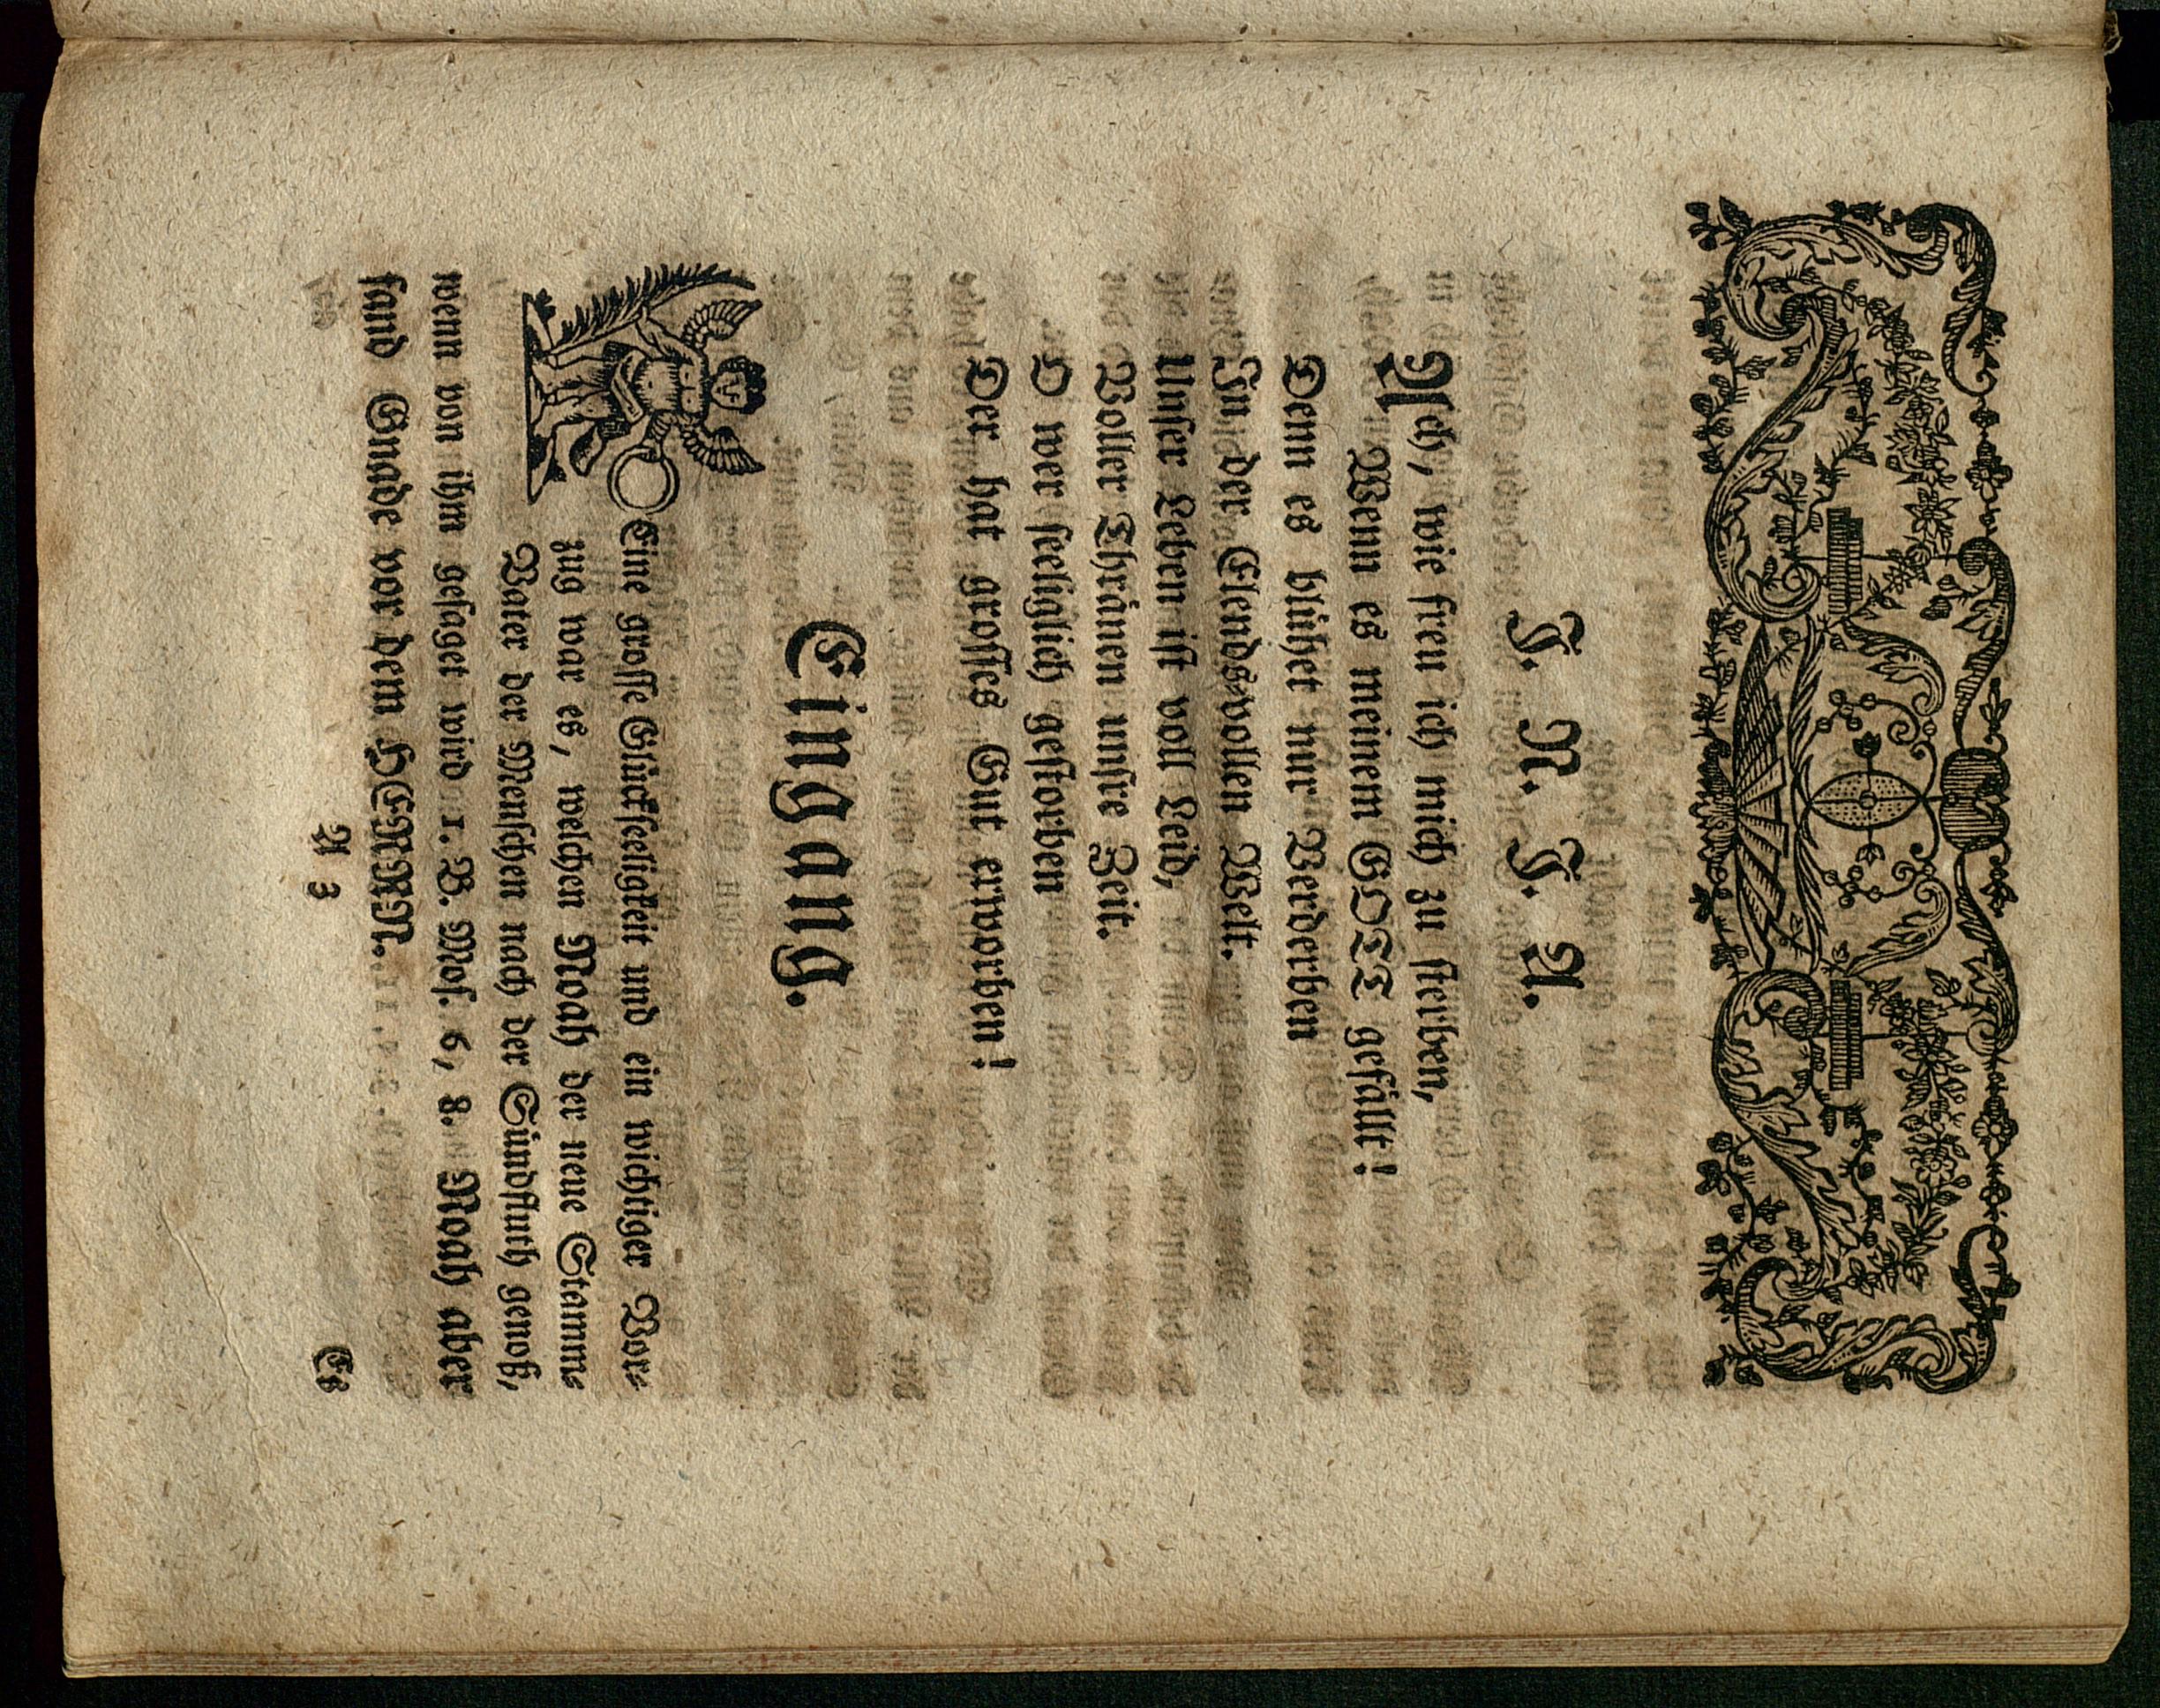 J. N. J. A.
Ach, wie freu ich mich zu sterben,
Wenn es meinem GOTT gefällt!
Denn es blühet nur Verderben
In der Elends-vollen Welt.
Unser Leben ist voll Leid,
Voller Thränen unsre Zeit.
O wer seeliglich gestorben
Der hat grosses Gut erworben!
Eingang.
Eine grosse Glückseeligkeit und ein wichtiger Vor-
zug war es, welchen Noah der neue Stamm-
Vater der Menschen nach der Sündfluth genoß,
wenn von ihm gesaget wird 1. B. Mos. 6, 8. Noah aber
fand Gnade vor dem HERRN.
A 3
Es